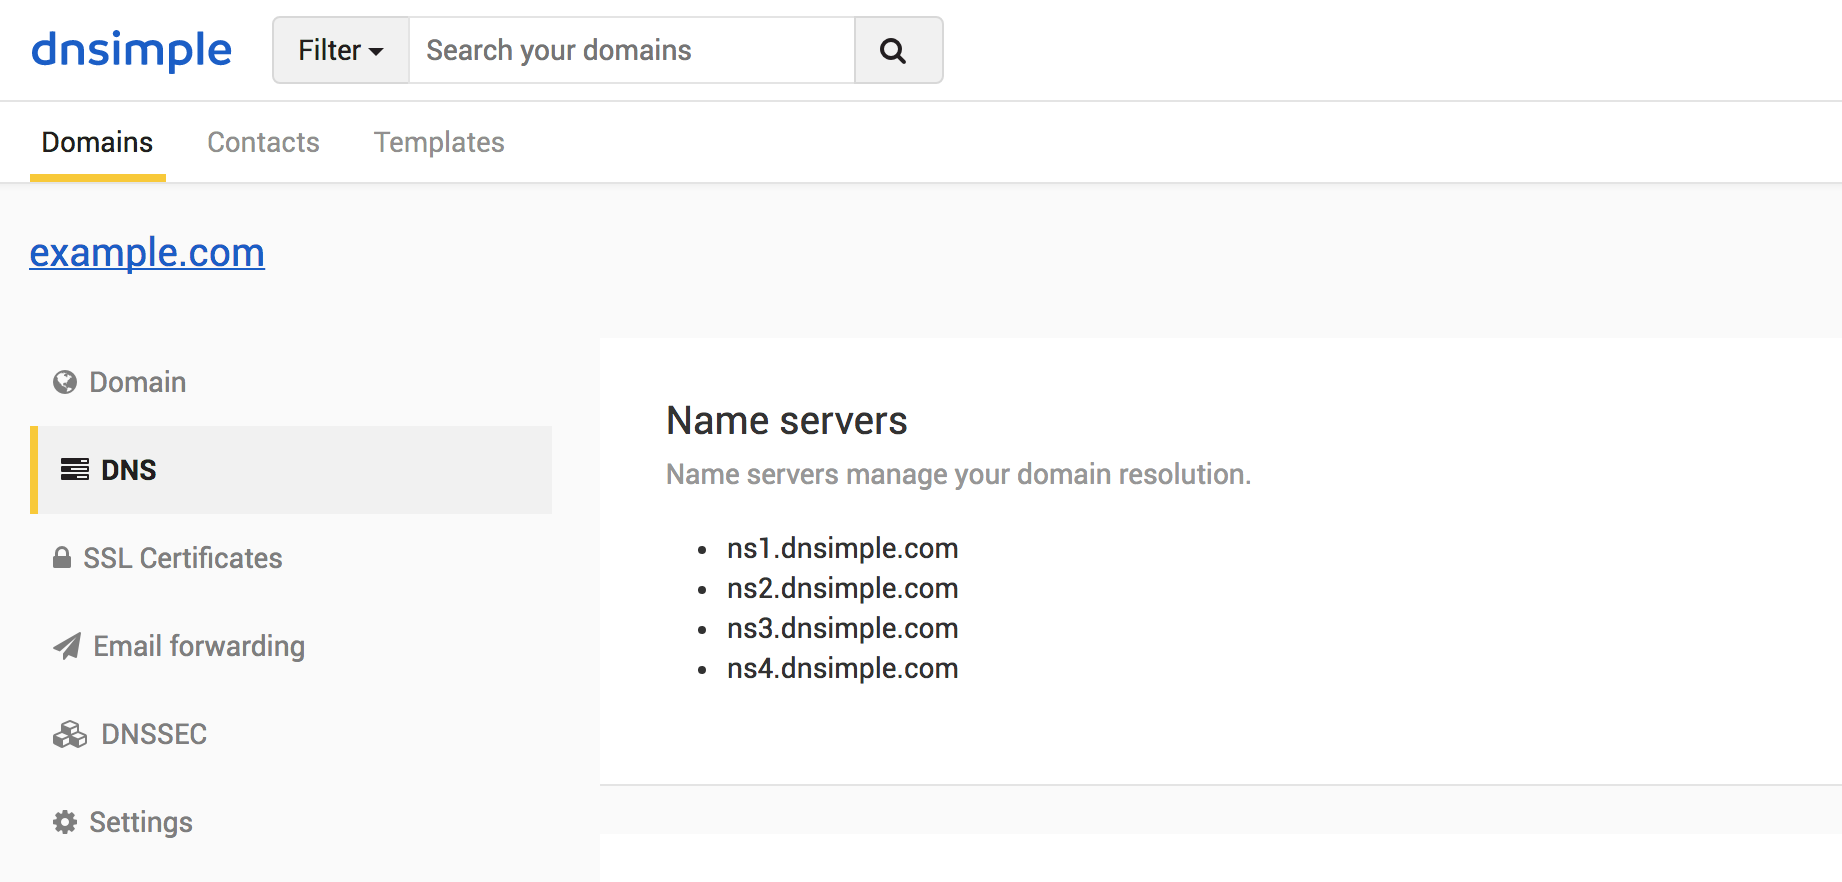 dnsimple
Filter
Search your domains
Domains
Contacts
Templates
example.com
Domain
DNS
SSL Certificates
Email forwarding
DNSSEC
Settings
Name servers
Name servers manage your domain resolution.
ns1.dnsimple.com
ns2.dnsimple.com
ns3.dnsimple.com
ns4.dnsimple.com